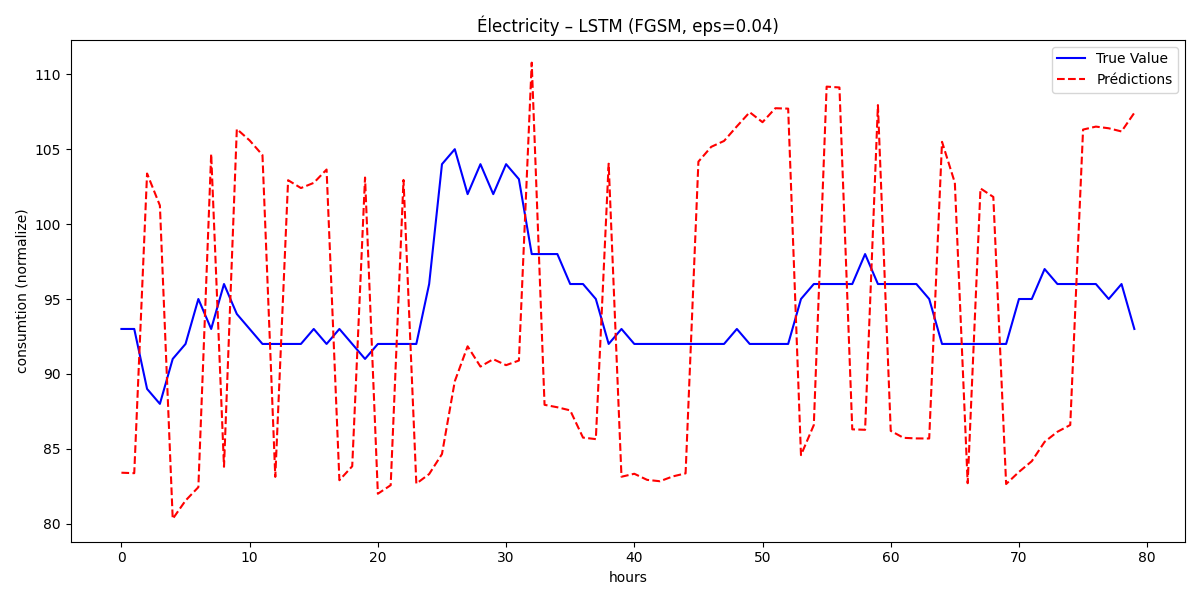 Électricity – LSTM (FGSM, eps=0.04)
True Value
Prédictions
consumtion (normalize)
110
105
100
95
90
85
80
0 10 20 30 40 50 60 70 80
hours